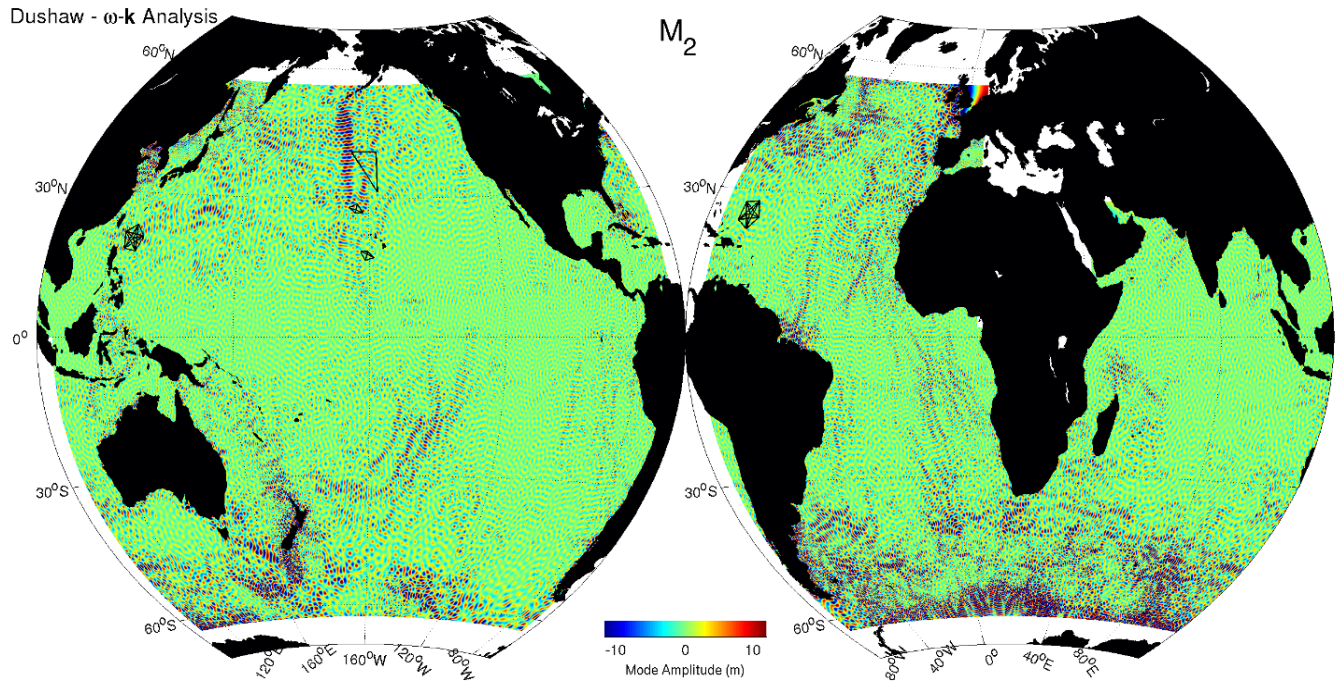 Dushaw - ω-k Analysis
M₂
60°N
60°N
30°N
30°N
0°
0°
30°S
30°S
60°S
60°S
120°E
160°E
160°W
120°W
80°W
80°W
40°W
0°
40°E
80°E
-10
0
10
Mode Amplitude (m)